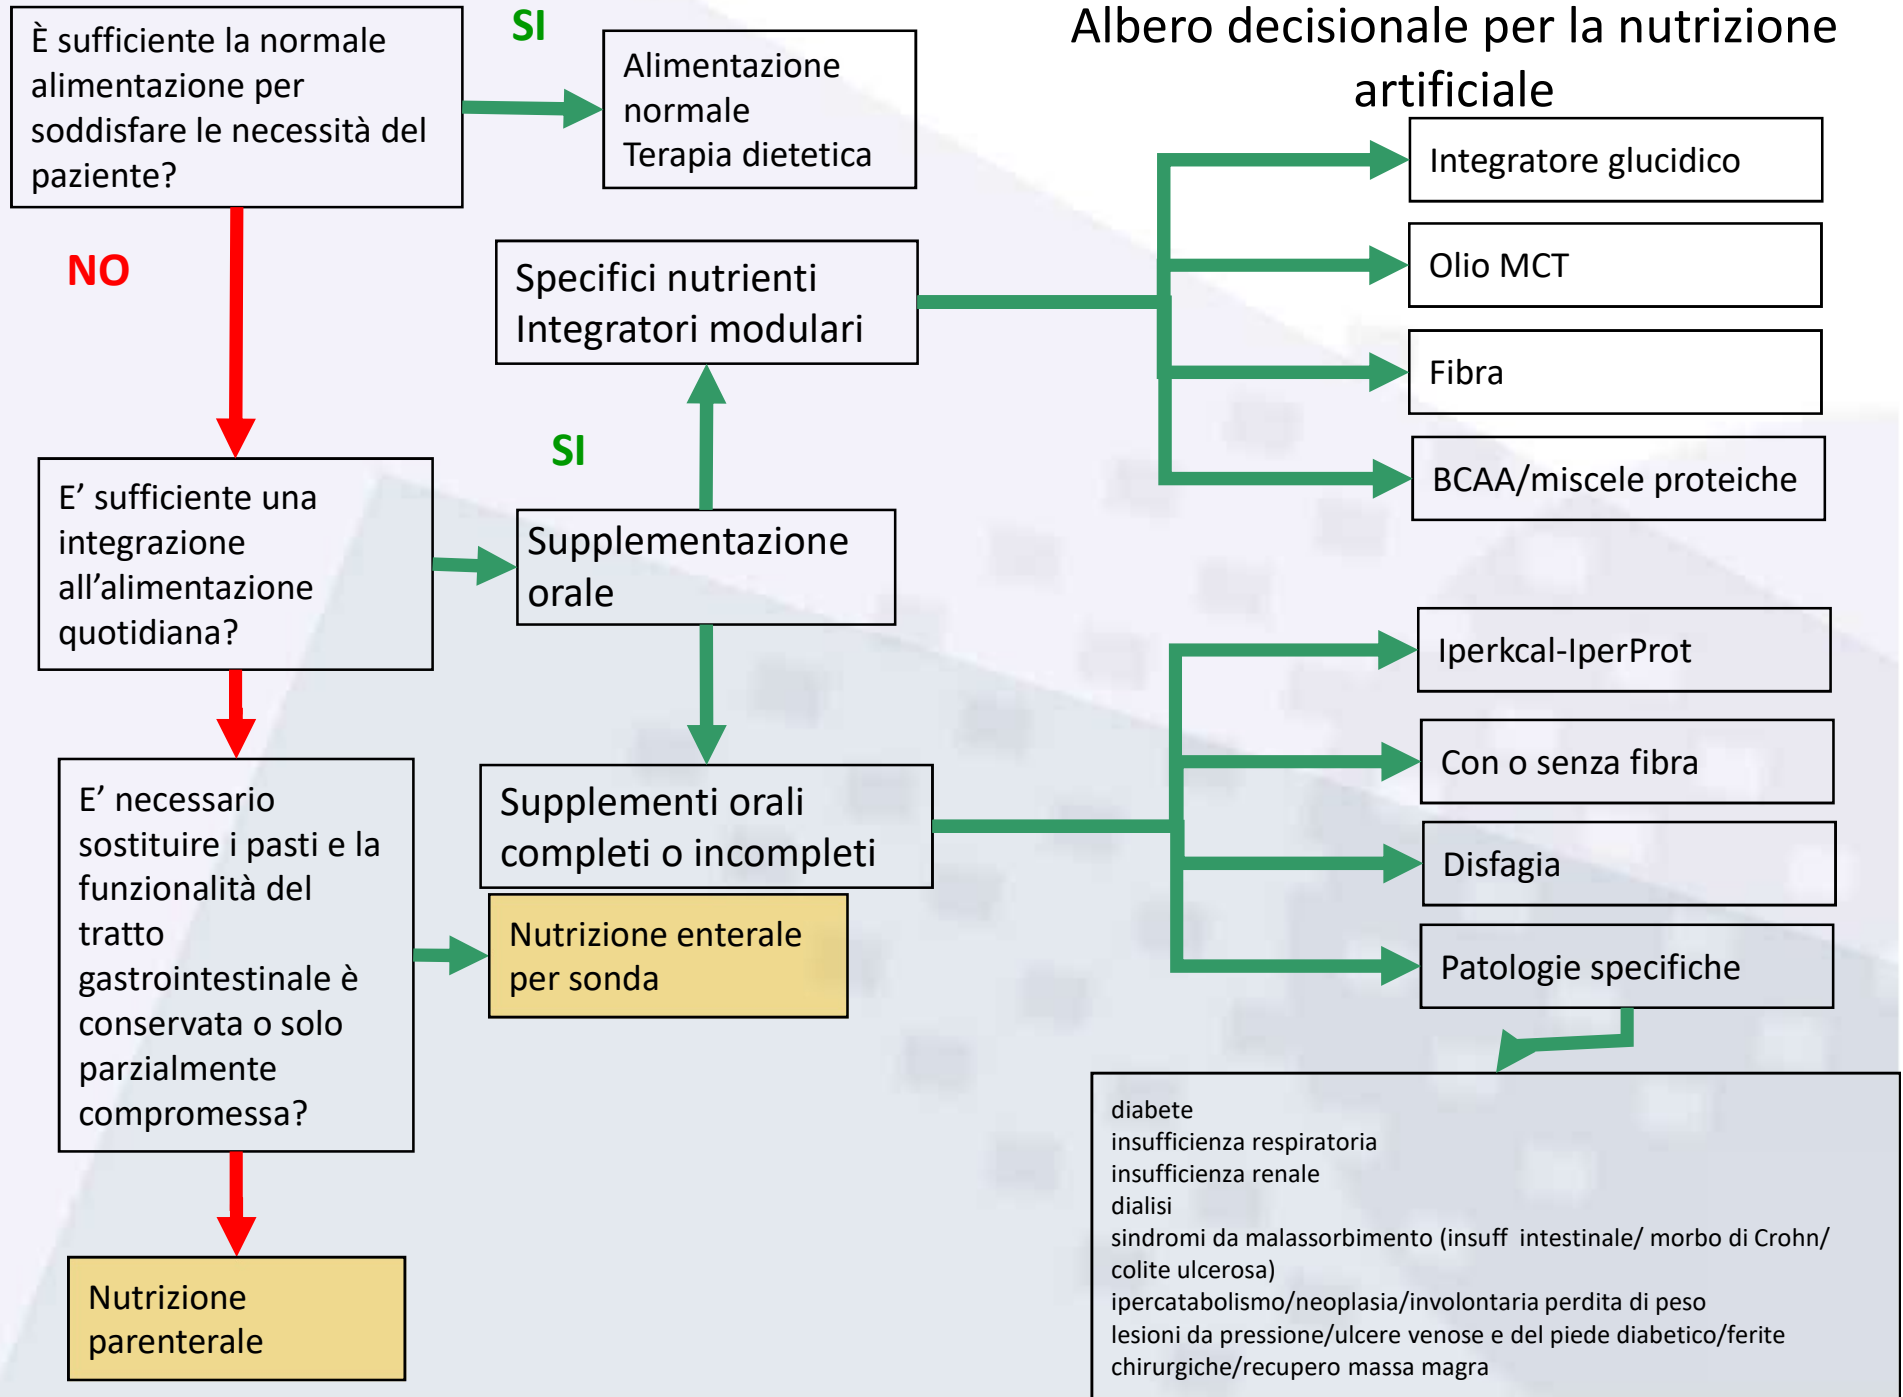 Albero decisionale per la nutrizione
artificiale
È sufficiente la normale
alimentazione per
soddisfare le necessità del
paziente?
SI
Alimentazione
normale
Terapia dietetica
NO
Specifici nutrienti
Integratori modulari
Integratore glucidico
Olio MCT
Fibra
BCAA/miscele proteiche
SI
E’ sufficiente una
integrazione
all’alimentazione
quotidiana?
Supplementazione
orale
Supplementi orali
completi o incompleti
Iperkcal-IperProt
Con o senza fibra
Disfagia
Patologie specifiche
E’ necessario
sostituire i pasti e la
funzionalità del
tratto
gastrointestinale è
conservata o solo
parzialmente
compromessa?
Nutrizione enterale
per sonda
Nutrizione
parenterale
diabete
insufficienza respiratoria
insufficienza renale
dialisi
sindromi da malassorbimento (insuff  intestinale/ morbo di Crohn/
colite ulcerosa)
ipercatabolismo/neoplasia/involontaria perdita di peso
lesioni da pressione/ulcere venose e del piede diabetico/ferite
chirurgiche/recupero massa magra